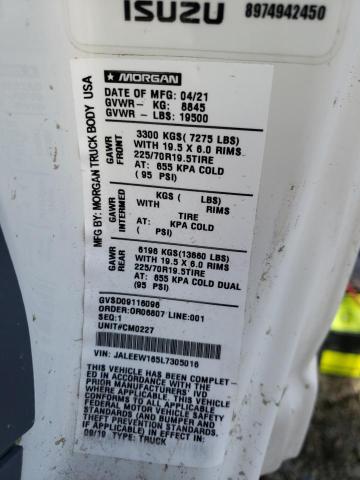 ISUZU 8974942450
MORGAN
MFG BY: MORGAN TRUCK BODY USA
DATE OF MFG: 04/21
GVWR- KG: 8845
GVWR- LBS: 19500
GAWR
FRONT
3300 KGS( 7275 LBS)
WITH 19.5 X 6.0 RIMS
225/70R19.5TIRE
AT: 655 KPA COLD
(95 PSI)
GAWR
INTERMED
KGS ( LBS)
WITH RIMS
TIRE
AT: KPA COLD
( PSI)
GAWR
REAR
6196 KGS(13660 LBS)
WITH 19.5 X 6.0 RIMS
225/70R19.5TIRE
AT: 655 KPA COLD DUAL
(95 PSI)
GVSD09116096
ORDER:OR06807 LINE:001
SEQ:1
UNIT#CM0227
VIN: JALEEW165L7305016
THIS VEHICLE HAS BEEN COMPLET-
ED IN ACCORDANCE WITH THE
PRIOR MANUFACTURERS' IVD
WHERE APPLICABLE. THIS VEHICLE
CONFORMS TO ALL APPLICABLE
FEDERAL MOTOR VEHICLE SAFETY
STANDARDS,(AND BUMPER AND
THEFT PREVENTION STANDARDS,
IF APPLICABLE), IN EFFECT IN
09/19 TYPE: TRUCK